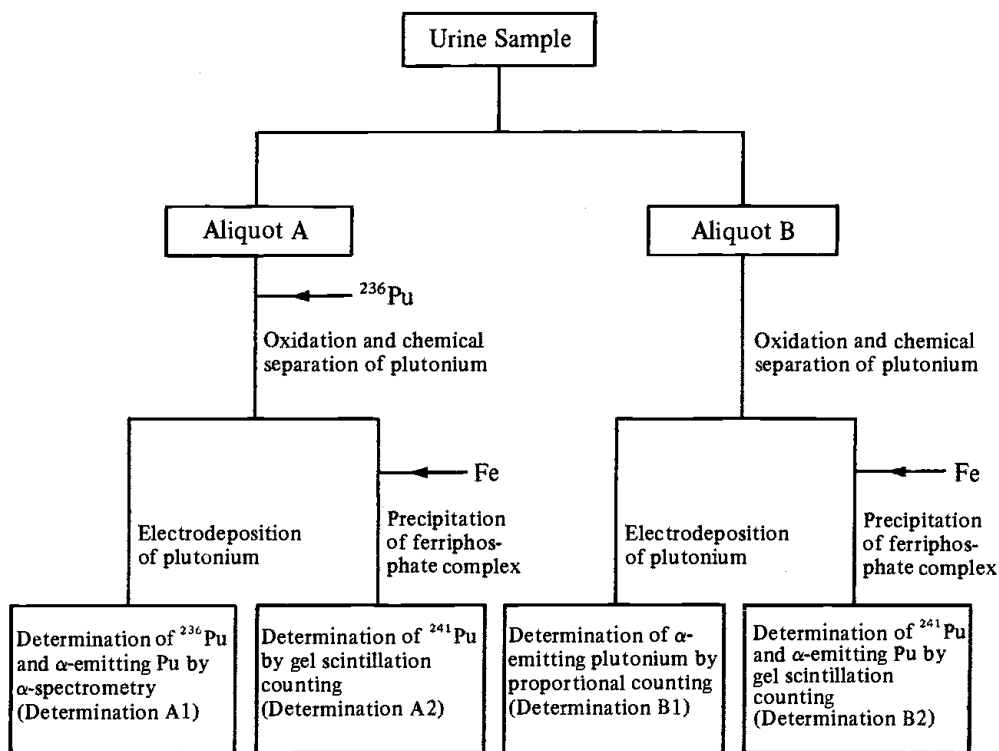 Urine Sample
Aliquot A
Aliquot B
²³⁶Pu
Oxidation and chemical
separation of plutonium
Oxidation and chemical
separation of plutonium
Fe
Fe
Electrodeposition
of plutonium
Precipitation
of ferriphos-
phate complex
Electrodeposition
of plutonium
Precipitation
of ferriphos-
phate complex
Determination of ²³⁶Pu
and α-emitting Pu by
α-spectrometry
(Determination A1)
Determination of ²⁴¹Pu
by gel scintillation
counting
(Determination A2)
Determination of α-
emitting plutonium by
proportional counting
(Determination B1)
Determination of ²⁴¹Pu
and α-emitting Pu by
gel scintillation
counting
(Determination B2)